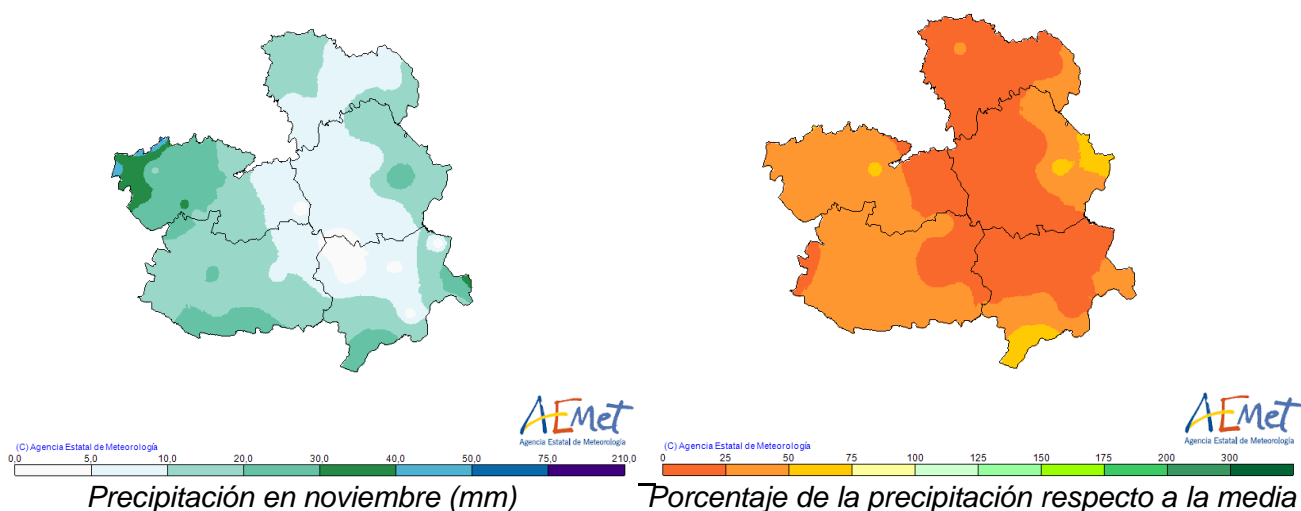 AEMet
Agencia Estatal de Meteorología
(C) Agencia Estatal de Meteorología
0,0 5,0 10,0 20,0 30,0 40,0 50,0 75,0 210,0
Precipitación en noviembre (mm)
AEMet
Agencia Estatal de Meteorología
(C) Agencia Estatal de Meteorología
0 25 50 75 100 125 150 175 200 300
Porcentaje de la precipitación respecto a la media